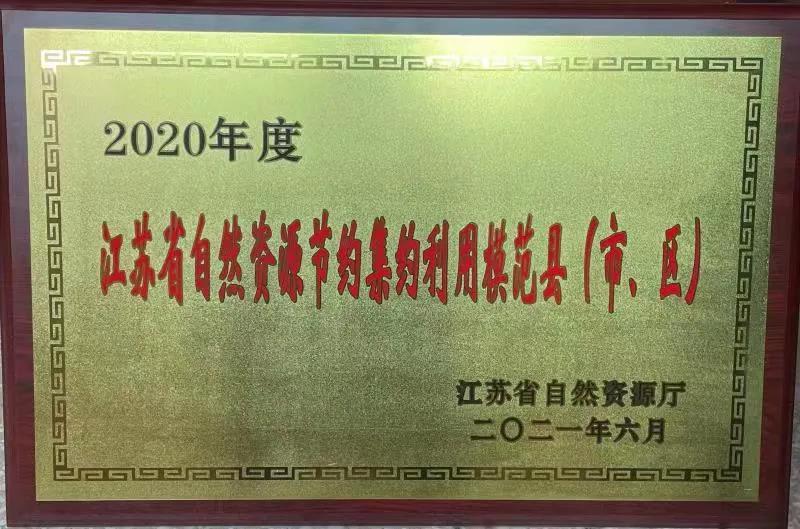 2020年度
江苏省自然资源节约集约利用模范县（市、区）
江苏省自然资源厅
二〇二一年六月